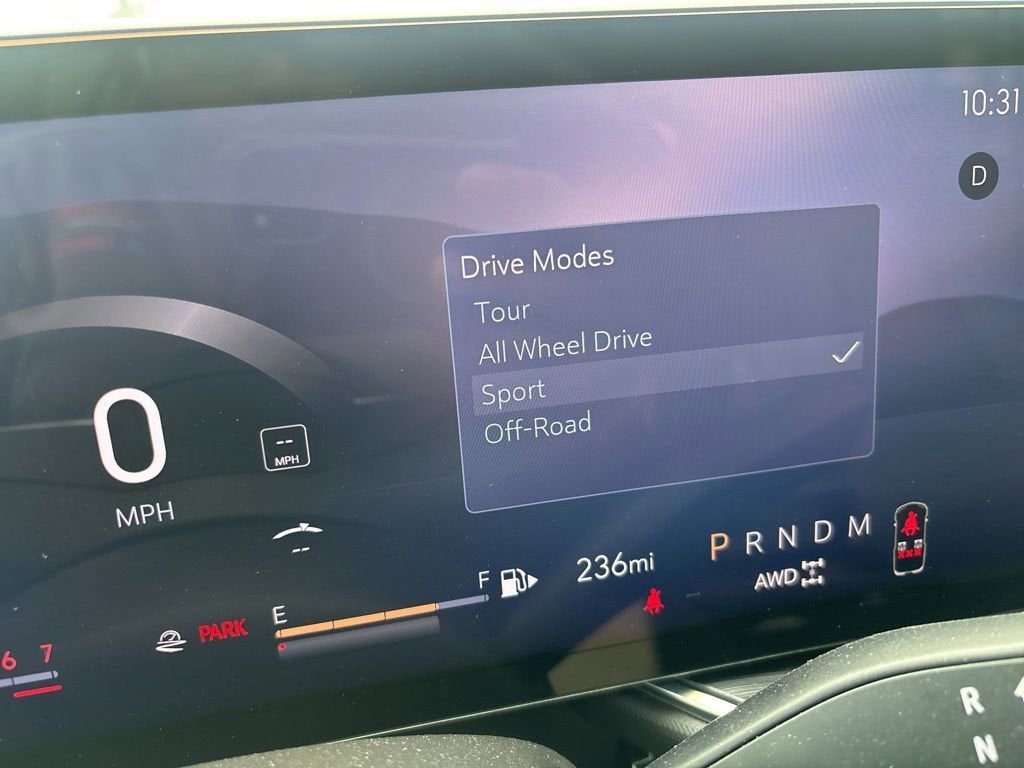 10:31
D
Drive Modes
Tour
All Wheel Drive
Sport
Off-Road
0
MPH
--
MPH
--
PARK
E
F
236mi
P R N D M
AWD
6 7
R
N